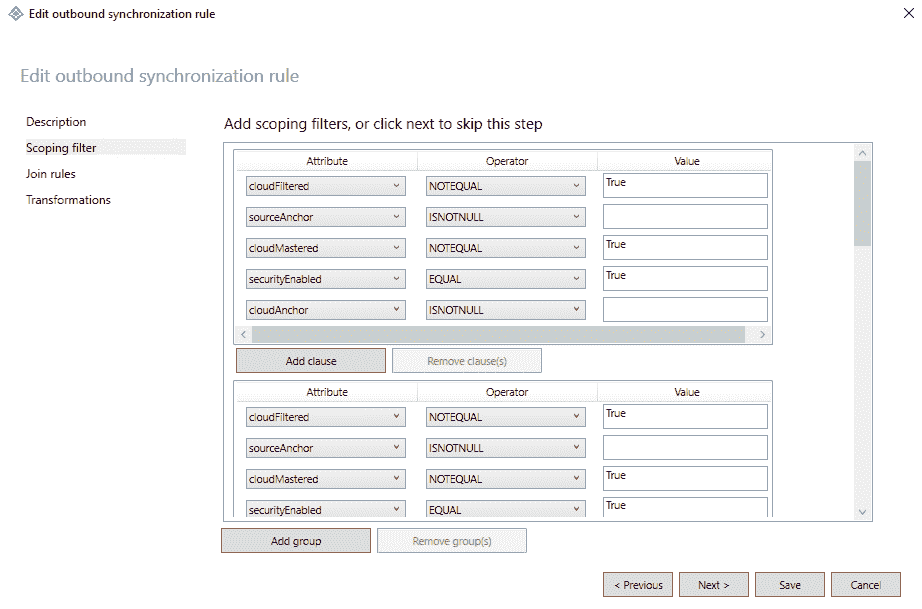 Edit outbound synchronization rule
Edit outbound synchronization rule
Description
Scoping filter
Join rules
Transformations
Add scoping filters, or click next to skip this step
Attribute Operator Value
cloudFiltered NOTEQUAL True
sourceAnchor ISNOTNULL
cloudMastered NOTEQUAL True
securityEnabled EQUAL True
cloudAnchor ISNOTNULL
Add clause Remove clause(s)
Attribute Operator Value
cloudFiltered NOTEQUAL True
sourceAnchor ISNOTNULL
cloudMastered NOTEQUAL True
securityEnabled EQUAL True
Add group Remove group(s)
< Previous Next > Save Cancel